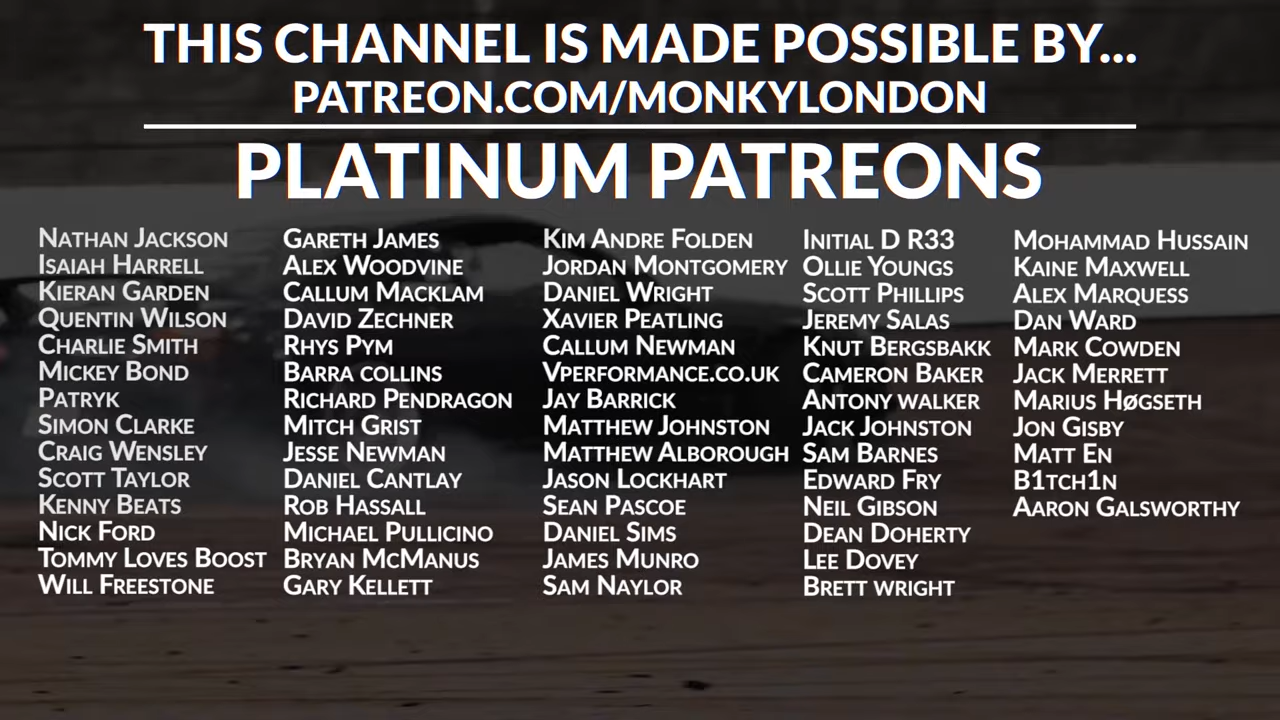 THIS CHANNEL IS MADE POSSIBLE BY...
PATREON.COM/MONKYLONDON
PLATINUM PATREONS
NATHAN JACKSON
ISAIAH HARRELL
KIERAN GARDEN
QUENTIN WILSON
CHARLIE SMITH
MICKEY BOND
PATRYK
SIMON CLARKE
CRAIG WENSLEY
SCOTT TAYLOR
KENNY BEATS
NICK FORD
TOMMY LOVES BOOST
WILL FREESTONE
GARETH JAMES
ALEX WOODVINE
CALLUM MACKLAM
DAVID ZECHNER
RHYS PYM
BARRA COLLINS
RICHARD PENDRAGON
MITCH GRIST
JESSE NEWMAN
DANIEL CANTLAY
ROB HASSALL
MICHAEL PULLICINO
BRYAN MCMANUS
GARY KELLETT
KIM ANDRE FOLDEN
JORDAN MONTGOMERY
DANIEL WRIGHT
XAVIER PEATLING
CALLUM NEWMAN
VPERFORMANCE.CO.UK
JAY BARRICK
MATTHEW JOHNSTON
MATTHEW ALBOROUGH
JASON LOCKHART
SEAN PASCOE
DANIEL SIMS
JAMES MUNRO
SAM NAYLOR
INITIAL D R33
OLLIE YOUNGS
SCOTT PHILLIPS
JEREMY SALAS
KNUT BERGSBAKK
CAMERON BAKER
ANTONY WALKER
JACK JOHNSTON
SAM BARNES
EDWARD FRY
NEIL GIBSON
DEAN DOHERTY
LEE DOVEY
BRETT WRIGHT
MOHAMMAD HUSSAIN
KAINE MAXWELL
ALEX MARQUESS
DAN WARD
MARK COWDEN
JACK MERRETT
MARIUS HØGSETH
JON GISBY
MATT EN
B1TCH1N
AARON GALSWORTHY